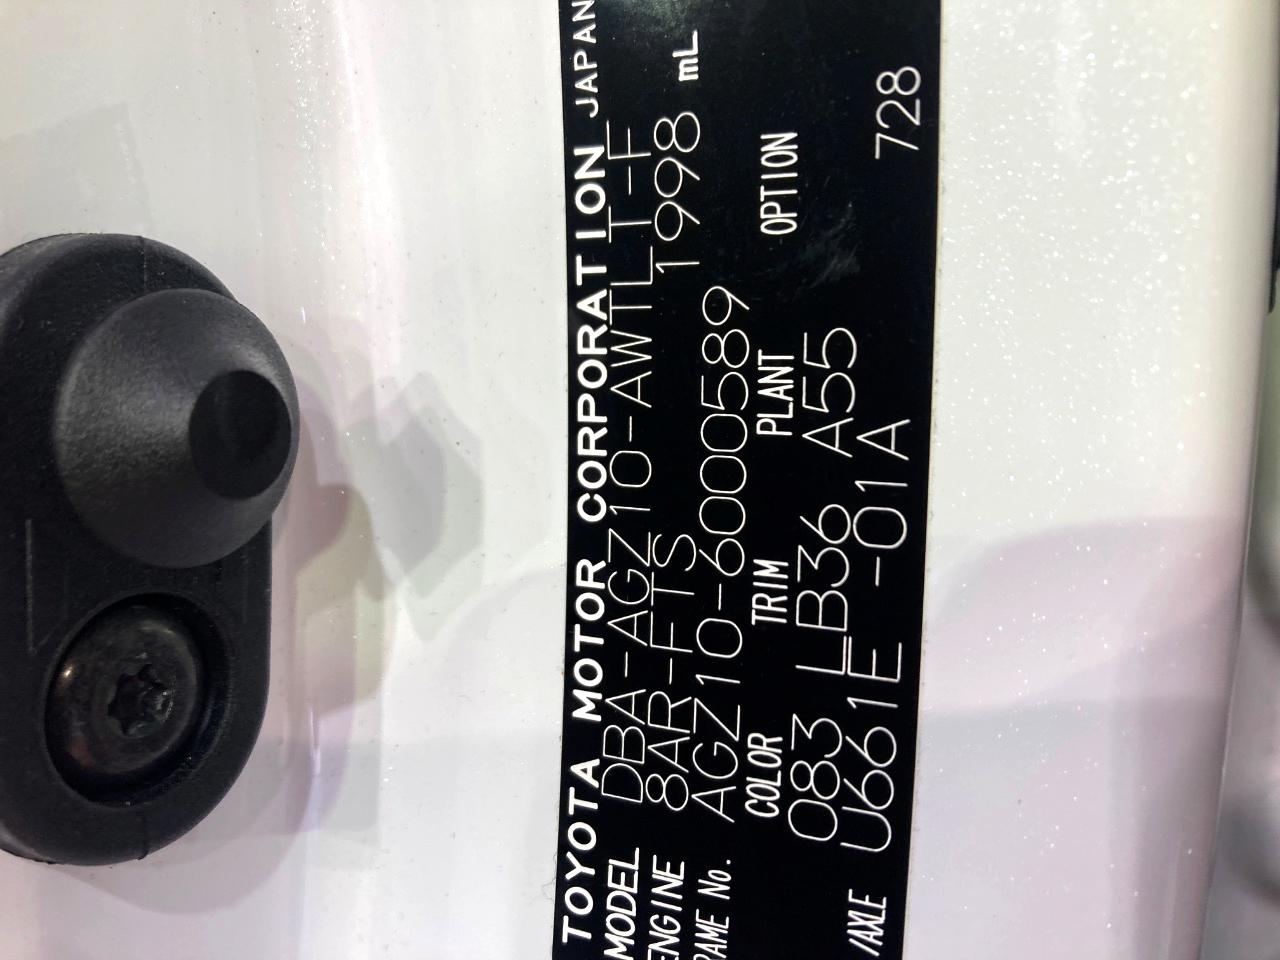 TOYOTA MOTOR CORPORATION JAPAN
MODEL DBA-AGZ10-AWTLT-F
ENGINE 8AR-FTS 1998 mL
RAME No. AGZ10-6000589
COLOR TRIM PLANT OPTION
083 LB36 A55
/AXLE U661E -01A 728